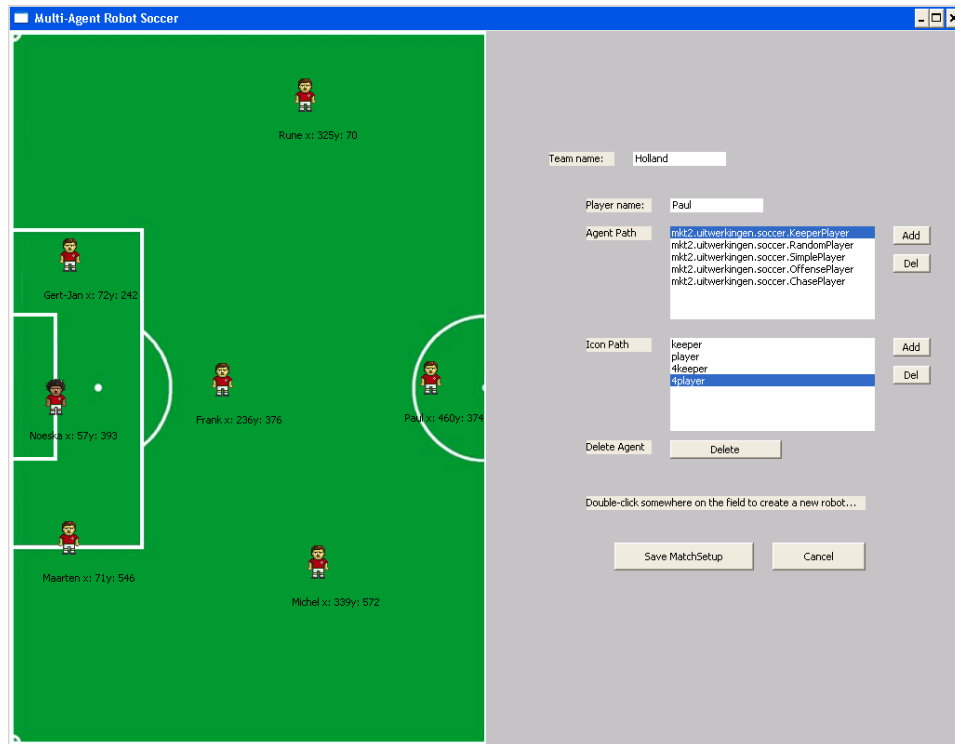 Multi-Agent Robot Soccer
Rune x: 325y: 70
Gert-Jan x: 72y: 242
Frank x: 236y: 376
Paul x: 460y: 374
Noeska x: 57y: 393
Maarten x: 71y: 546
Michel x: 339y: 572
Team name: Holland
Player name: Paul
Agent Path
mkt2.uitwerkingen.soccer.KeeperPlayer
mkt2.uitwerkingen.soccer.RandomPlayer
mkt2.uitwerkingen.soccer.SimplePlayer
mkt2.uitwerkingen.soccer.OffensePlayer
mkt2.uitwerkingen.soccer.ChasePlayer
Add
Del
Icon Path
keeper
player
4keeper
4player
Add
Del
Delete Agent Delete
Double-click somewhere on the field to create a new robot...
Save MatchSetup Cancel